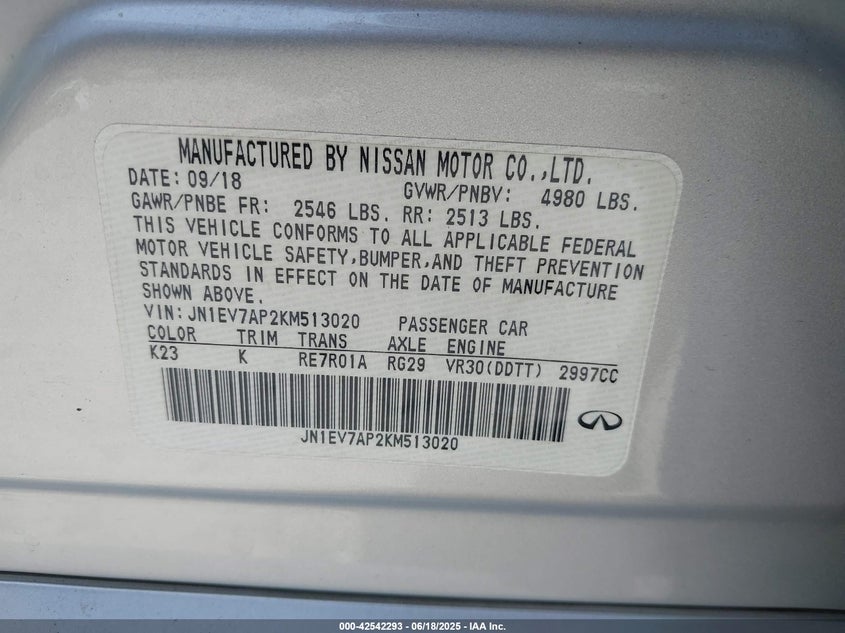 MANUFACTURED BY NISSAN MOTOR CO.,LTD.
DATE: 09/18 GVWR/PNBV: 4980 LBS.
GAWR/PNBE FR: 2546 LBS. RR: 2513 LBS.
THIS VEHICLE CONFORMS TO ALL APPLICABLE FEDERAL
MOTOR VEHICLE SAFETY,BUMPER,AND THEFT PREVENTION
STANDARDS IN EFFECT ON THE DATE OF MANUFACTURE
SHOWN ABOVE.
VIN:JN1EV7AP2KM513020 PASSENGER CAR
COLOR TRIM TRANS AXLE ENGINE
K23 K RE7R01A RG29 VR30(DDTT) 2997CC
JN1EV7AP2KM513020
000-42542293 - 06/18/2025 - IAA Inc.